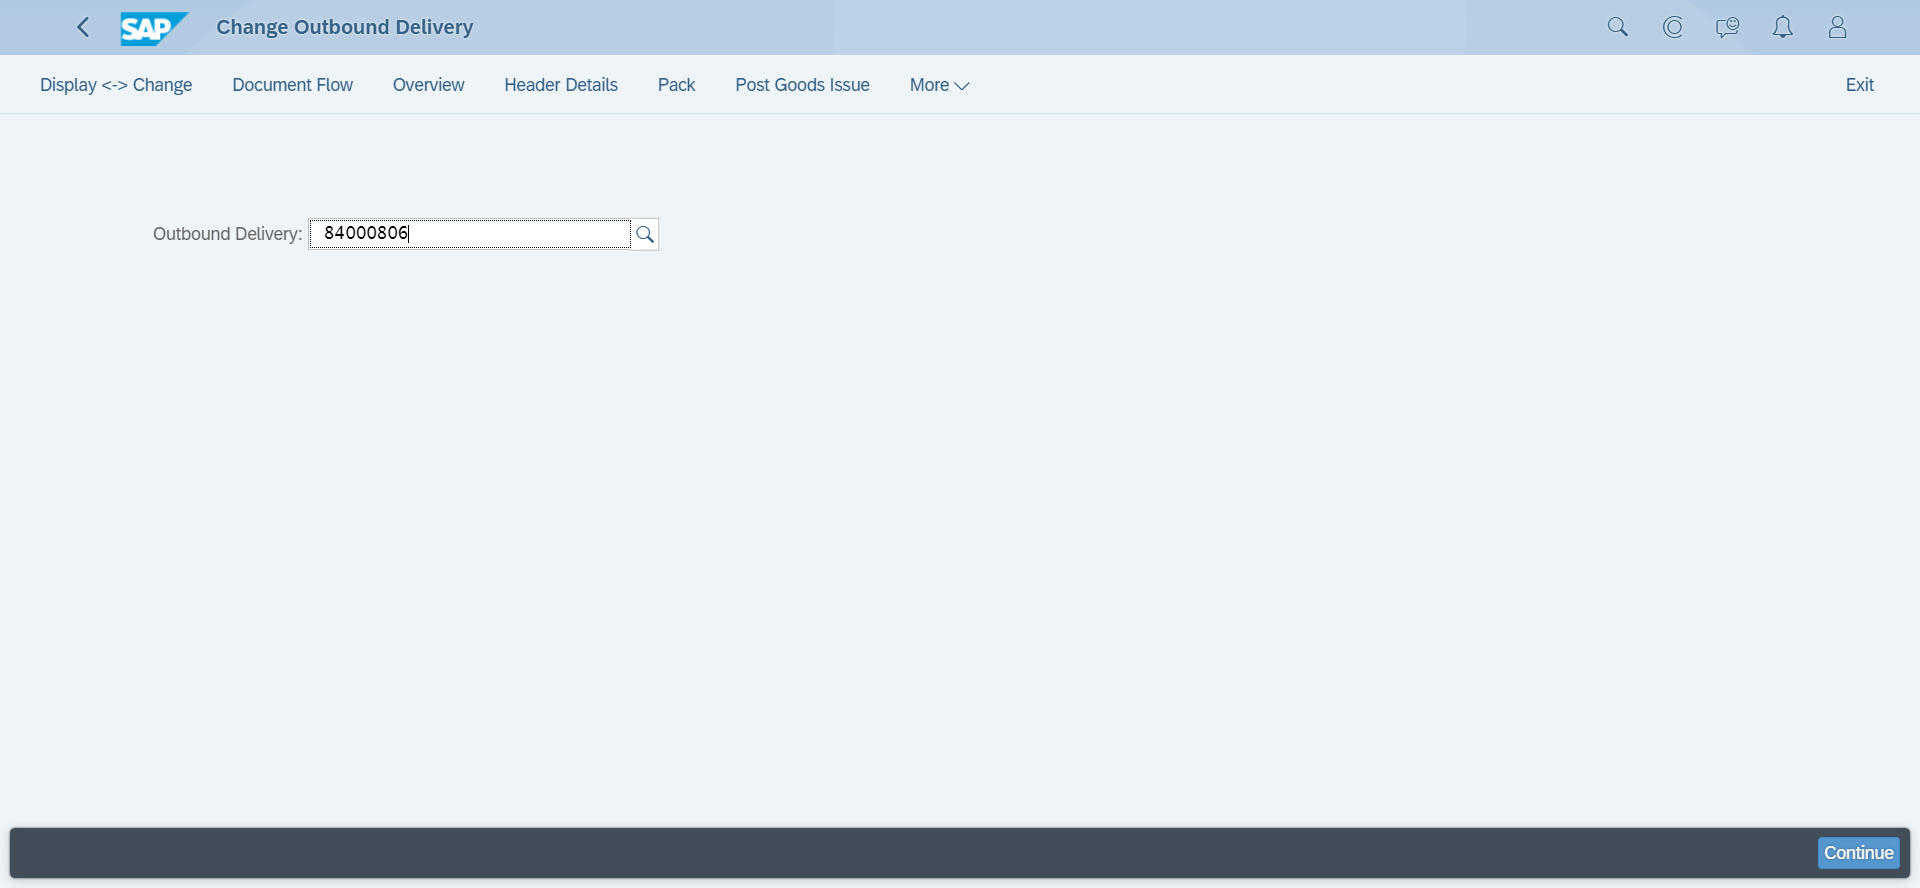 SAP Change Outbound Delivery
Display <-> Change Document Flow Overview Header Details Pack Post Goods Issue More Exit
Outbound Delivery: 84000806
Continue